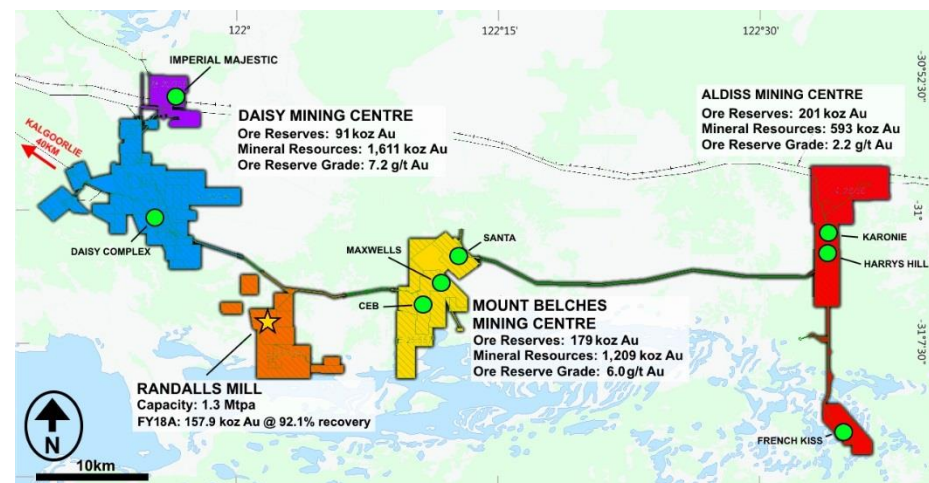 122°
122°15'
122°30'
-30°52'30"
-31°
-31°7'30"
IMPERIAL MAJESTIC
KALGOORLIE
40KM
DAISY MINING CENTRE
Ore Reserves: 91 koz Au
Mineral Resources: 1,611 koz Au
Ore Reserve Grade: 7.2 g/t Au
ALDISS MINING CENTRE
Ore Reserves: 201 koz Au
Mineral Resources: 593 koz Au
Ore Reserve Grade: 2.2 g/t Au
DAISY COMPLEX
MAXWELLS
SANTA
CEB
KARONIE
HARRYS HILL
MOUNT BELCHES
MINING CENTRE
Ore Reserves: 179 koz Au
Mineral Resources: 1,209 koz Au
Ore Reserve Grade: 6.0 g/t Au
RANDALLS MILL
Capacity: 1.3 Mtpa
FY18A: 157.9 koz Au @ 92.1% recovery
FRENCH KISS
N
10km